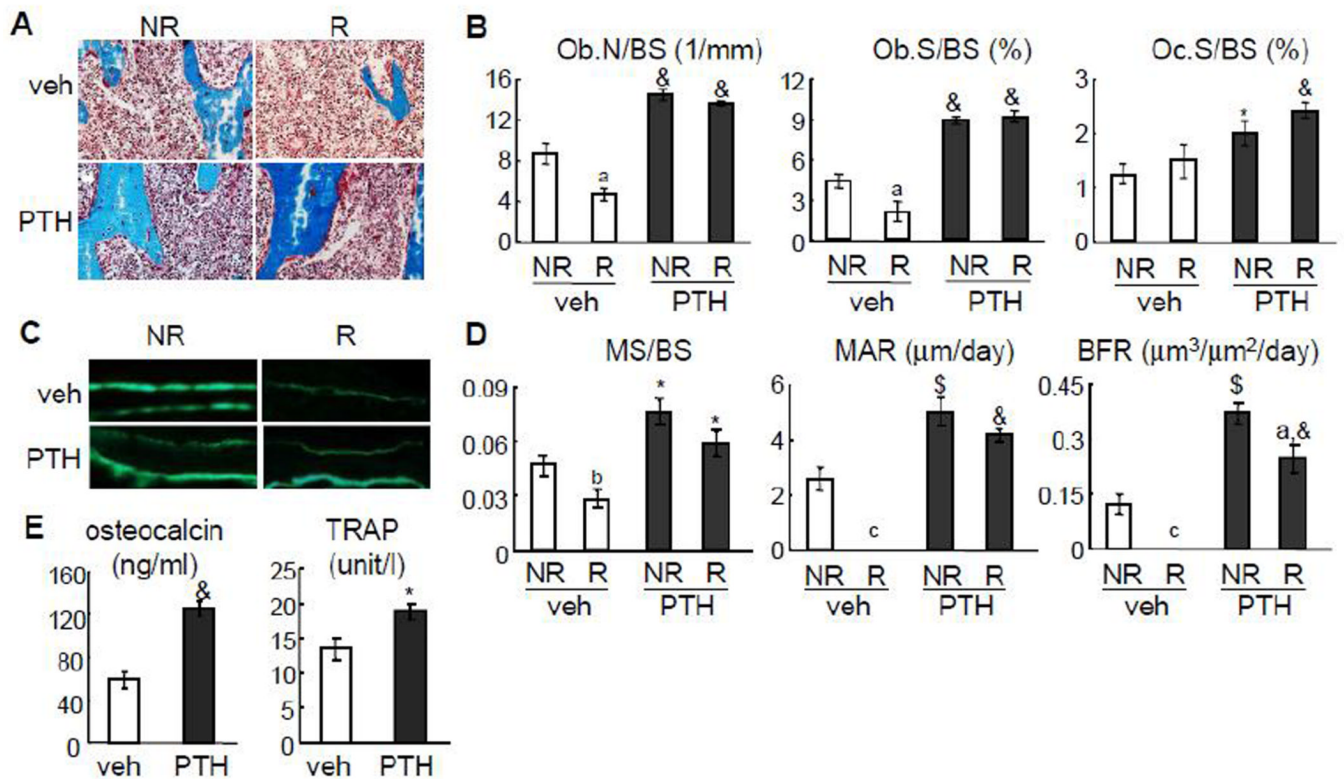 A
NR R
veh
PTH
B
Ob.N/BS (1/mm) Ob.S/BS (%) Oc.S/BS (%)
16
12
8
4
0
a
&
&
NR R NR R
veh PTH
12
9
6
3
0
a
&
&
NR R NR R
veh PTH
3
2
1
0
*
&
NR R NR R
veh PTH
C
NR R
veh
PTH
D
MS/BS MAR (μm/day) BFR (μm³/μm²/day)
0.09
0.06
0.03
0
b
*
*
NR R NR R
veh PTH
6
4
2
0
c
$
&
NR R NR R
veh PTH
0.45
0.3
0.15
0
c
$
a,&
NR R NR R
veh PTH
E
osteocalcin
(ng/ml)
160
120
80
40
0
&
veh PTH
TRAP
(unit/l)
25
20
15
10
5
0
*
veh PTH